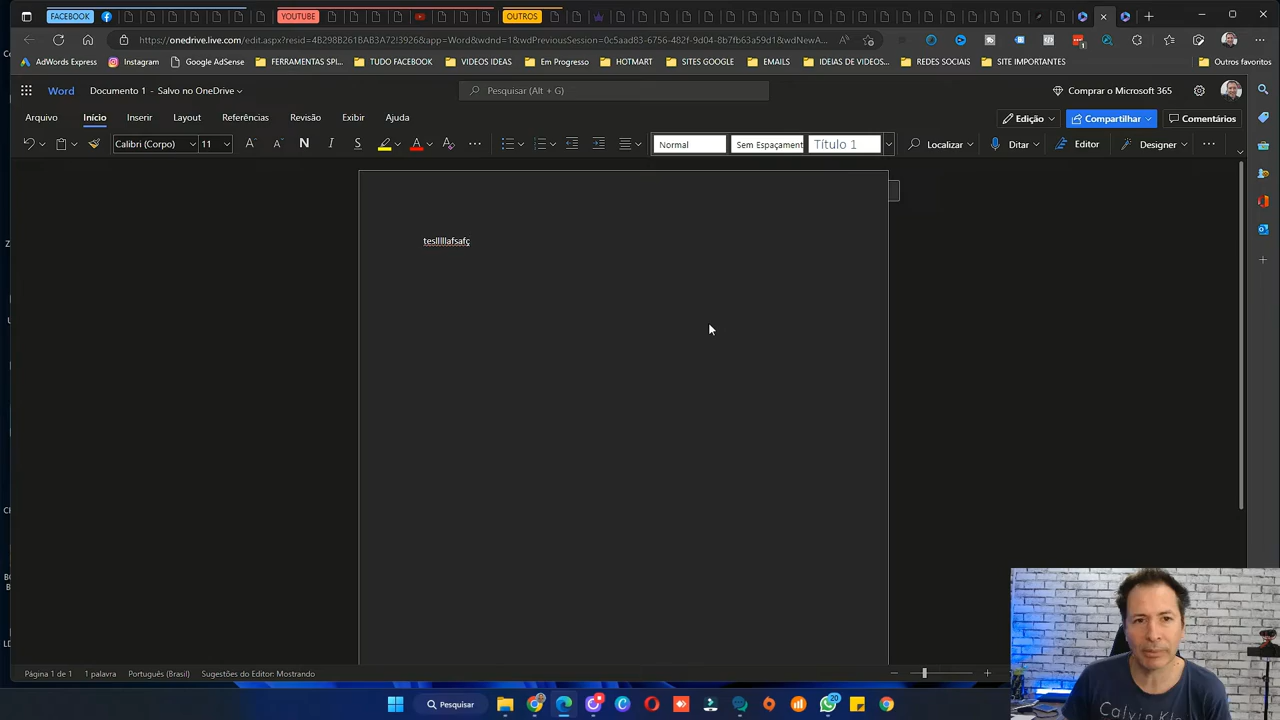 FACEBOOK YOUTUBE OUTROS
https://onedrive.live.com/edit.aspx?resid=4B298B261BAB3A72!3926&app=Word&wdnd=1&wdPreviousSession=0c5aad83-6756-482f-9d04-8b7fb63a59d1&wdNewA...
AdWords Express Instagram Google AdSense FERRAMENTAS SPI... TUDO FACEBOOK VIDEOS IDEIAS Em Progresso HOTMART SITES GOOGLE EMAILS IDEIAS DE VIDEOS... REDES SOCIAIS SITE IMPORTANTES Outros favoritos
Word Documento 1 - Salvo no OneDrive Pesquisar (Alt + G) Comprar o Microsoft 365
Arquivo Início Inserir Layout Referências Revisão Exibir Ajuda Edição Compartilhar Comentários
Calibri (Corpo) 11 N I S A Normal Sem Espaçament Título 1 Localizar Ditar Editor Designer
teslllllafsafç
Calvin Kl
Página 1 de 1 1 palavra Português (Brasil) Sugestões do Editor: Mostrando
Pesquisar 20